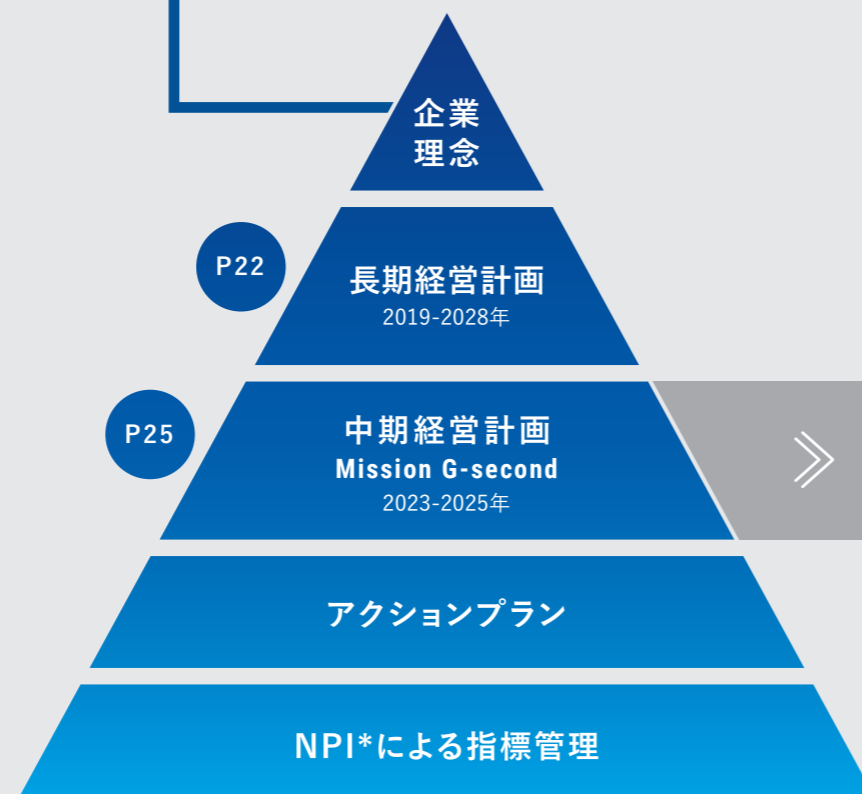 企業
理念
P22
長期経営計画
2019-2028年
P25
中期経営計画
Mission G-second
2023-2025年
アクションプラン
NPI*による指標管理